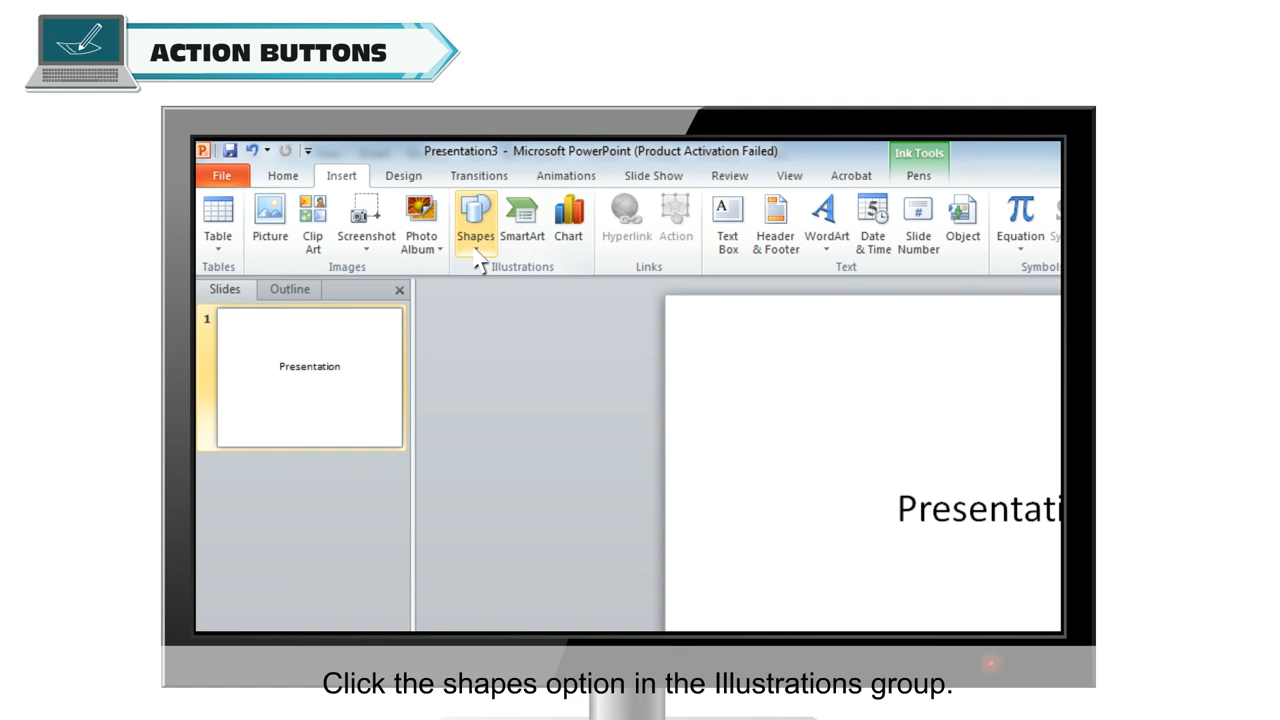 ACTION BUTTONS
Presentation3 - Microsoft PowerPoint (Product Activation Failed)
Ink Tools
File Home Insert Design Transitions Animations Slide Show Review View Acrobat Pens
Table Picture Clip Art Screenshot Photo Album Shapes SmartArt Chart Hyperlink Action Text Box Header & Footer WordArt Date & Time Slide Number Object Equation
Tables Images Illustrations Links Text Symbols
Slides Outline
1
Presentation
Presentati
Click the shapes option in the Illustrations group.